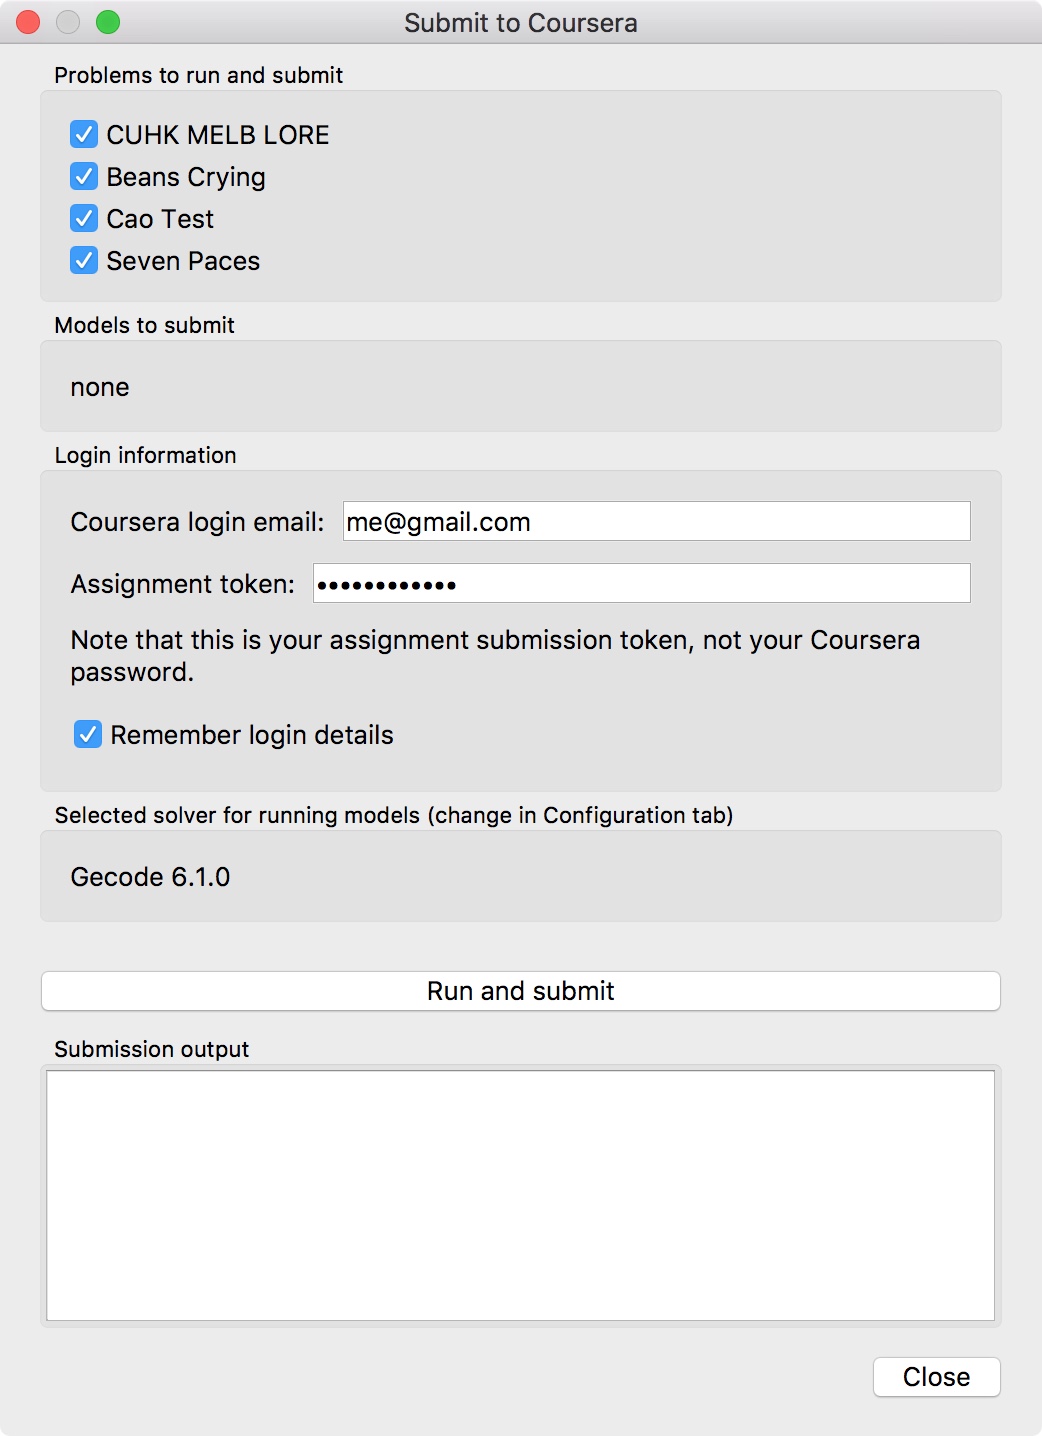 Submit to Coursera
Problems to run and submit
CUHK MELB LORE
Beans Crying
Cao Test
Seven Paces
Models to submit
none
Login information
Coursera login email: me@gmail.com
Assignment token: ••••••••••••
Note that this is your assignment submission token, not your Coursera
password.
Remember login details
Selected solver for running models (change in Configuration tab)
Gecode 6.1.0
Run and submit
Submission output
Close